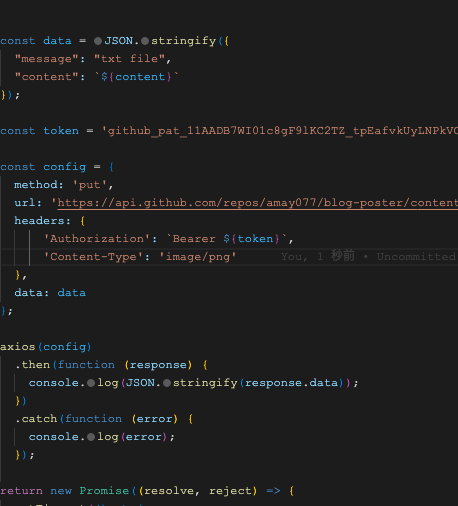 const data = JSON.stringify({
"message": "txt file",
"content": `${content}`
});
const token = 'github_pat_11AADB7WI01c8gF9lKC2TZ_tpEafvkUyLNPkVG
const config = {
method: 'put',
url: 'https://api.github.com/repos/amay077/blog-poster/content
headers: {
'Authorization': `Bearer ${token}`,
'Content-Type': 'image/png' You, 1 秒前 • Uncommitted
},
data: data
};
axios(config)
.then(function (response) {
console.log(JSON.stringify(response.data));
})
.catch(function (error) {
console.log(error);
});
return new Promise((resolve, reject) => {